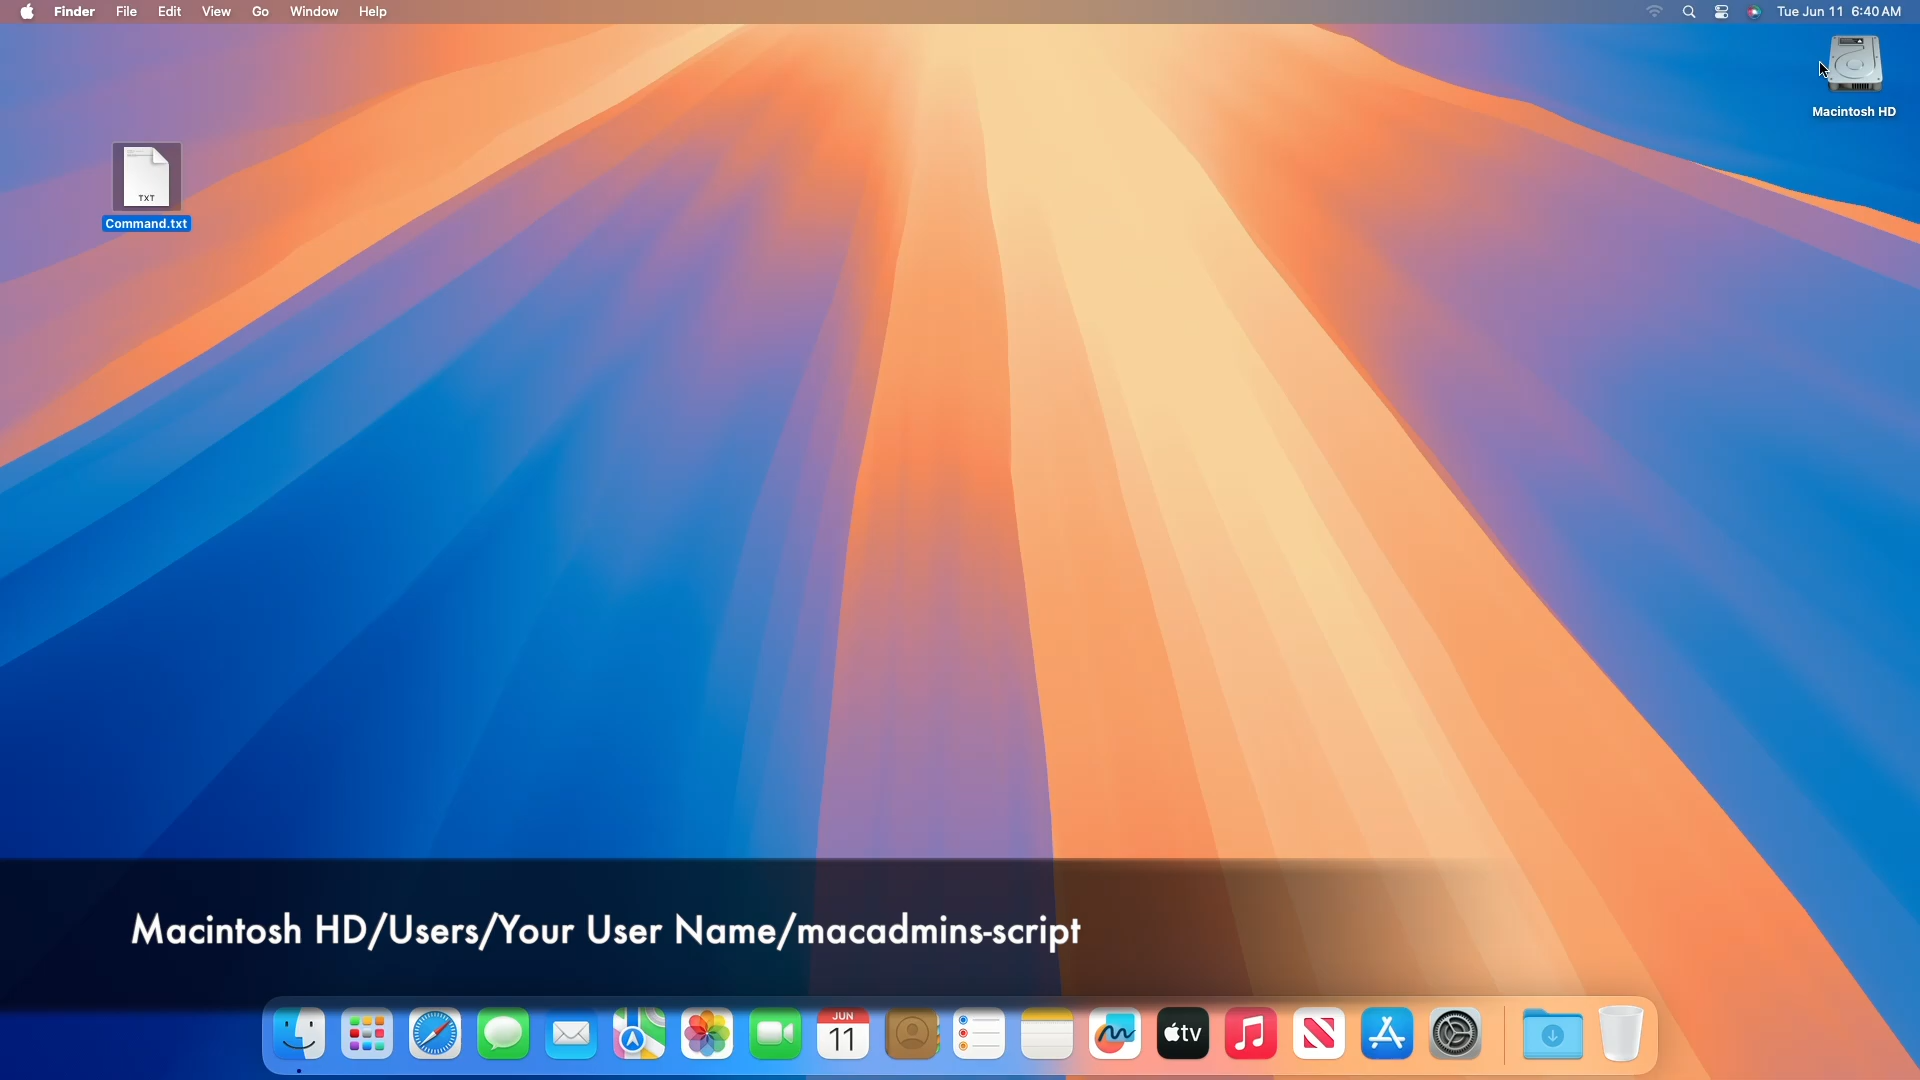 Finder File Edit View Go Window Help Tue Jun 11 6:40 AM
Macintosh HD
TXT
Command.txt
Macintosh HD/Users/Your User Name/macadmins-script
JUN
11
tv